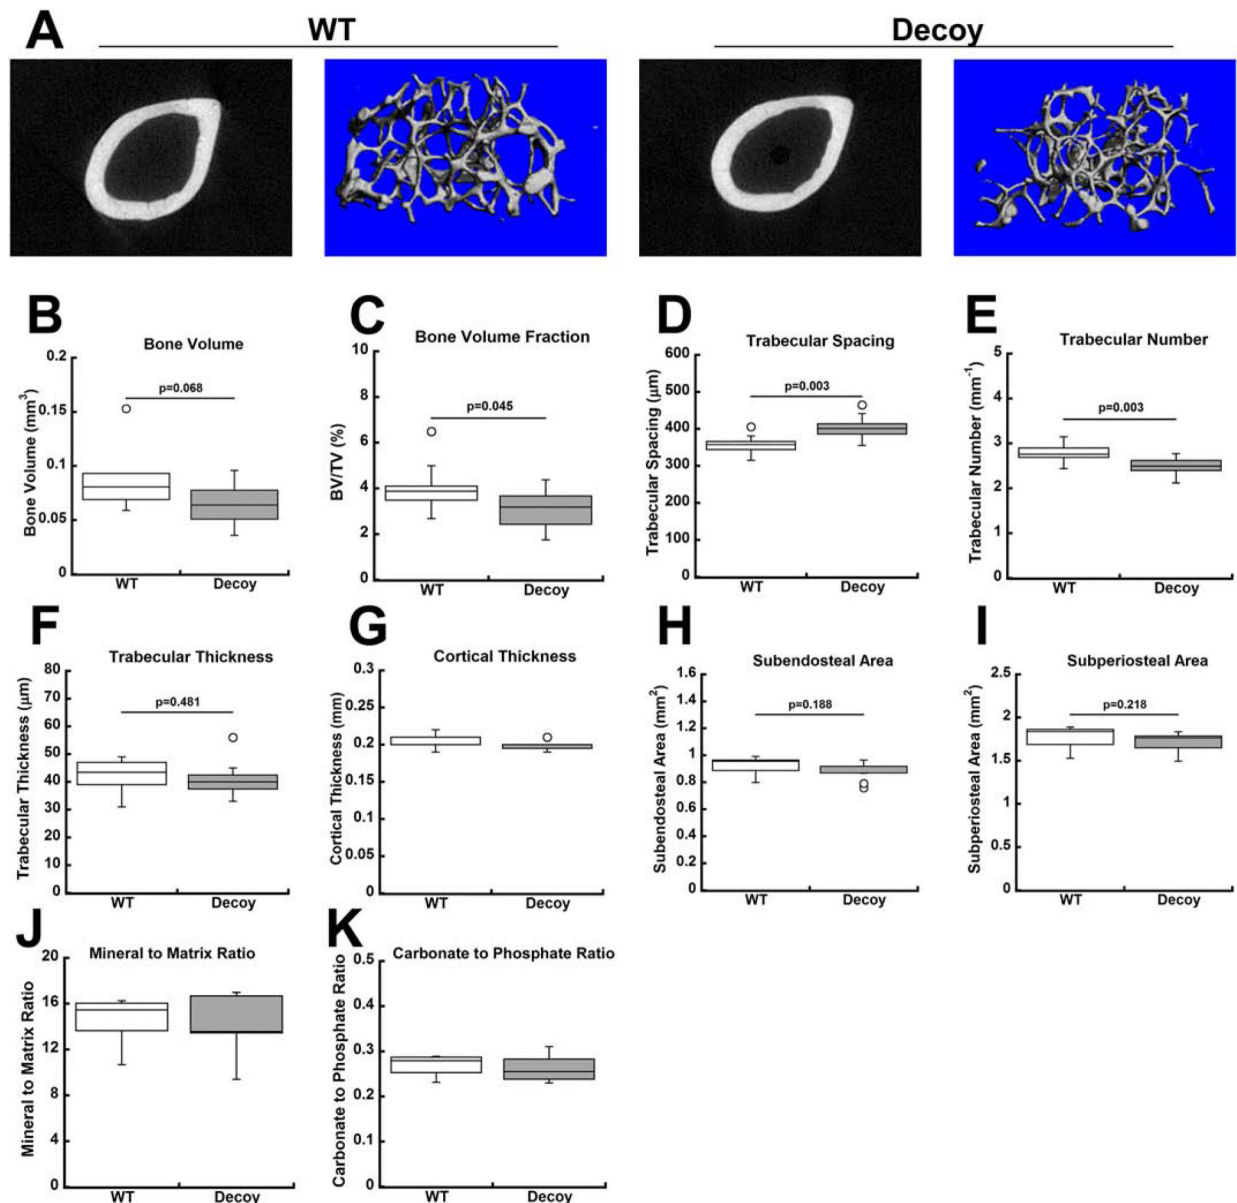 A
WT
Decoy
B
Bone Volume
Bone Volume (mm³)
0.2
0.15
0.1
0.05
0
p=0.068
WT
Decoy
C
Bone Volume Fraction
BV/TV (%)
10
8
6
4
2
0
p=0.045
WT
Decoy
D
Trabecular Spacing
Trabecular Spacing (µm)
600
500
400
300
200
100
0
p=0.003
WT
Decoy
E
Trabecular Number
Trabecular Number (mm⁻¹)
5
4
3
2
1
0
p=0.003
WT
Decoy
F
Trabecular Thickness
Trabecular Thickness (µm)
80
70
60
50
40
30
20
10
0
p=0.481
WT
Decoy
G
Cortical Thickness
Cortical Thickness (mm)
0.3
0.25
0.2
0.15
0.1
0.05
0
WT
Decoy
H
Subendosteal Area
Subendosteal Area (mm²)
1.6
1.4
1.2
1
0.8
0.6
0.4
0.2
0
p=0.188
WT
Decoy
I
Subperiosteal Area
Subperiosteal Area (mm²)
2.5
2
1.5
1
0.5
0
p=0.218
WT
Decoy
J
Mineral to Matrix Ratio
Mineral to Matrix Ratio
20
16
12
8
4
0
WT
Decoy
K
Carbonate to Phosphate Ratio
Carbonate to Phosphate Ratio
0.5
0.4
0.3
0.2
0.1
0
WT
Decoy